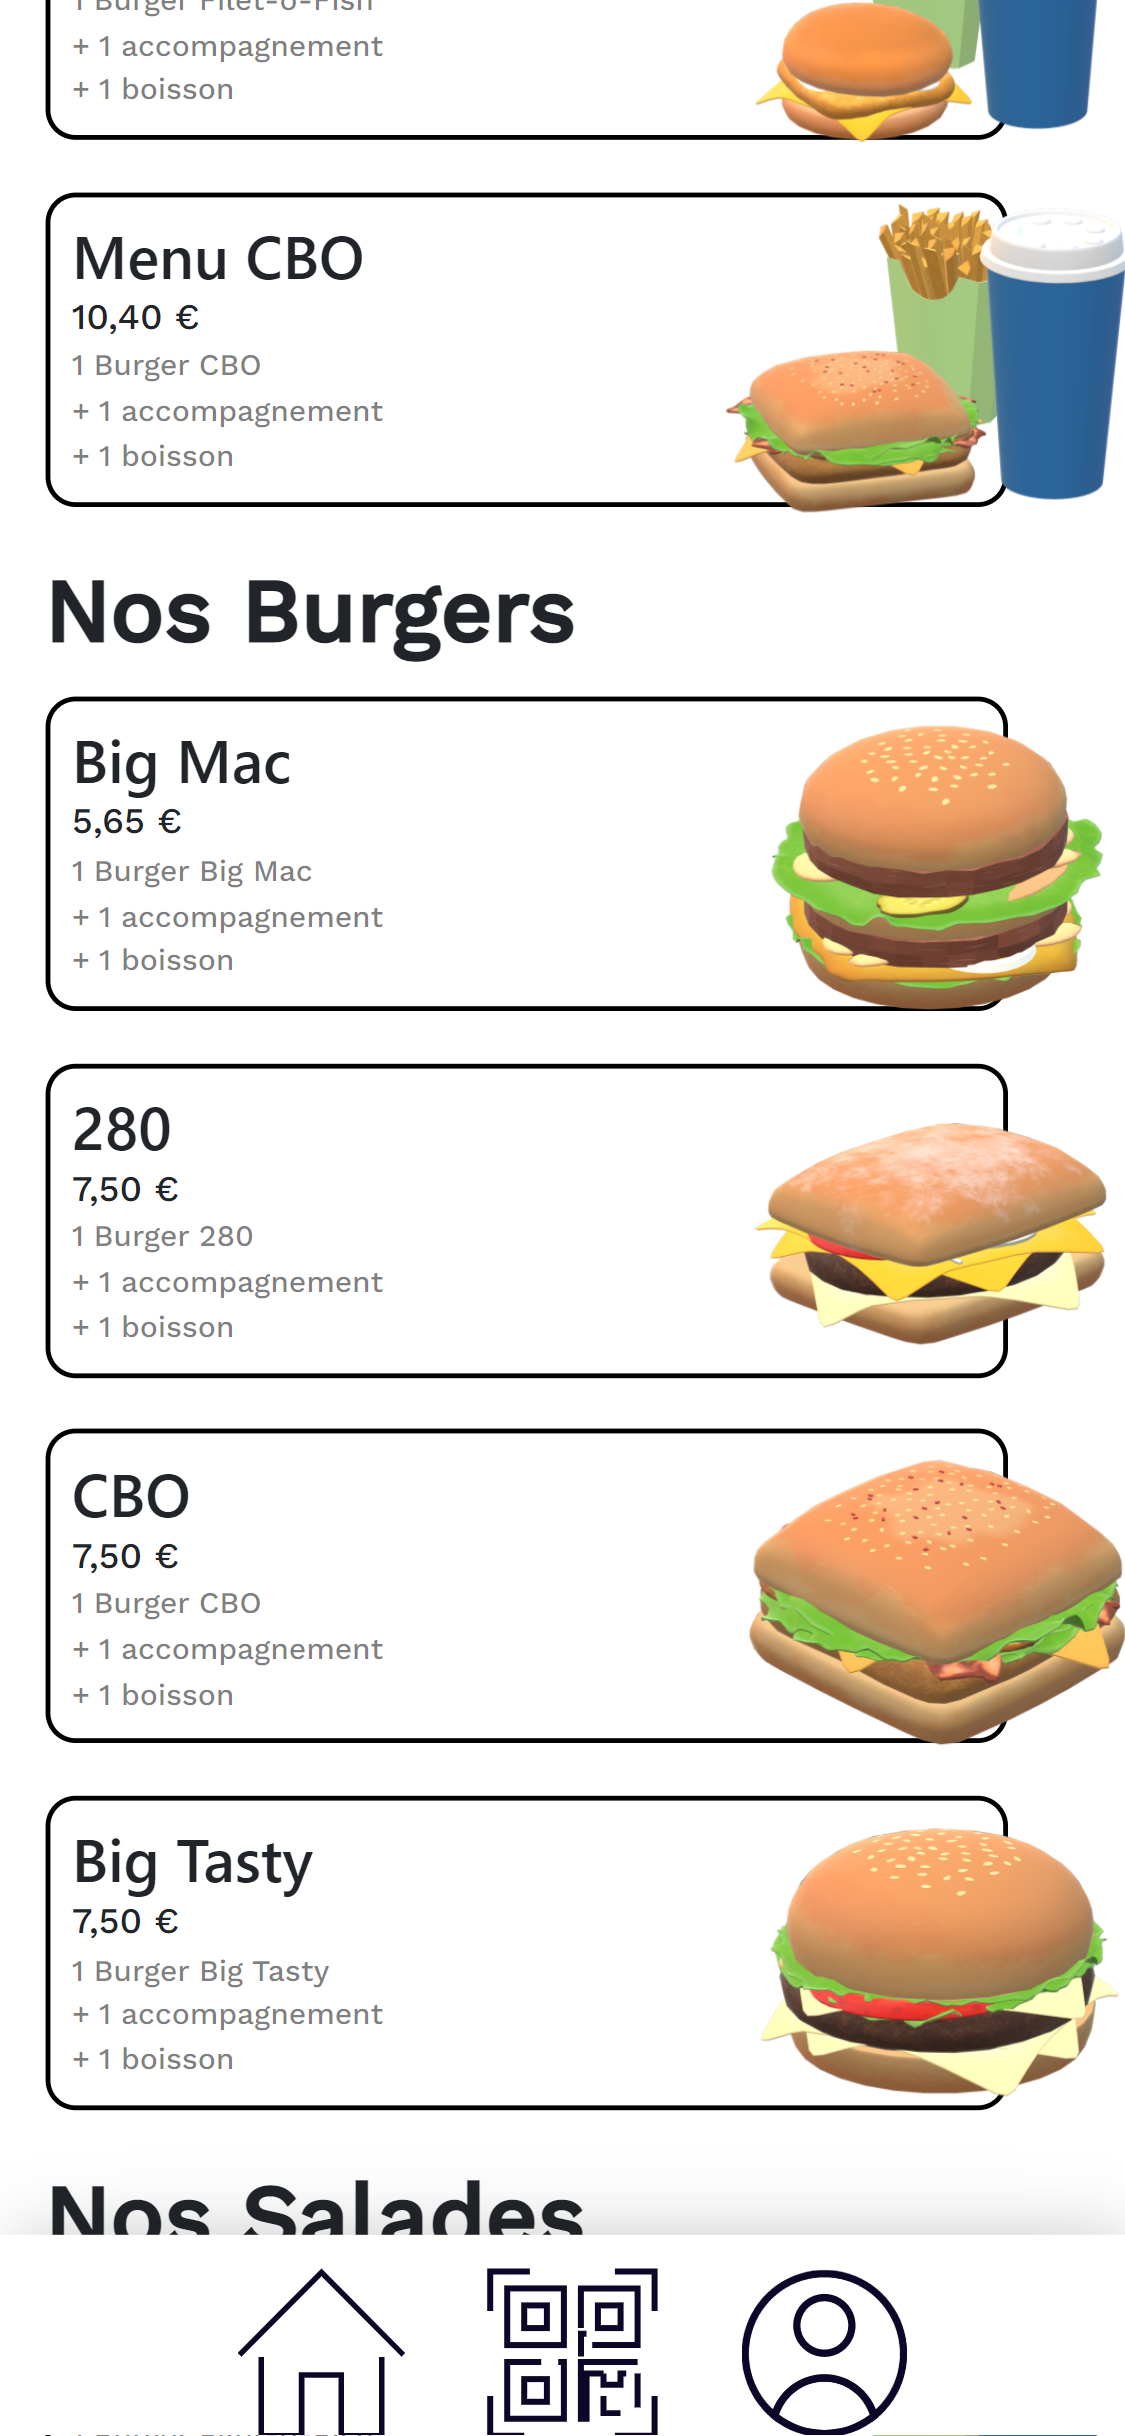 1 Burger Filet-o-Fish
+ 1 accompagnement
+ 1 boisson
Menu CBO
10,40 €
1 Burger CBO
+ 1 accompagnement
+ 1 boisson
Nos Burgers
Big Mac
5,65 €
1 Burger Big Mac
+ 1 accompagnement
+ 1 boisson
280
7,50 €
1 Burger 280
+ 1 accompagnement
+ 1 boisson
CBO
7,50 €
1 Burger CBO
+ 1 accompagnement
+ 1 boisson
Big Tasty
7,50 €
1 Burger Big Tasty
+ 1 accompagnement
+ 1 boisson
Nos Salades